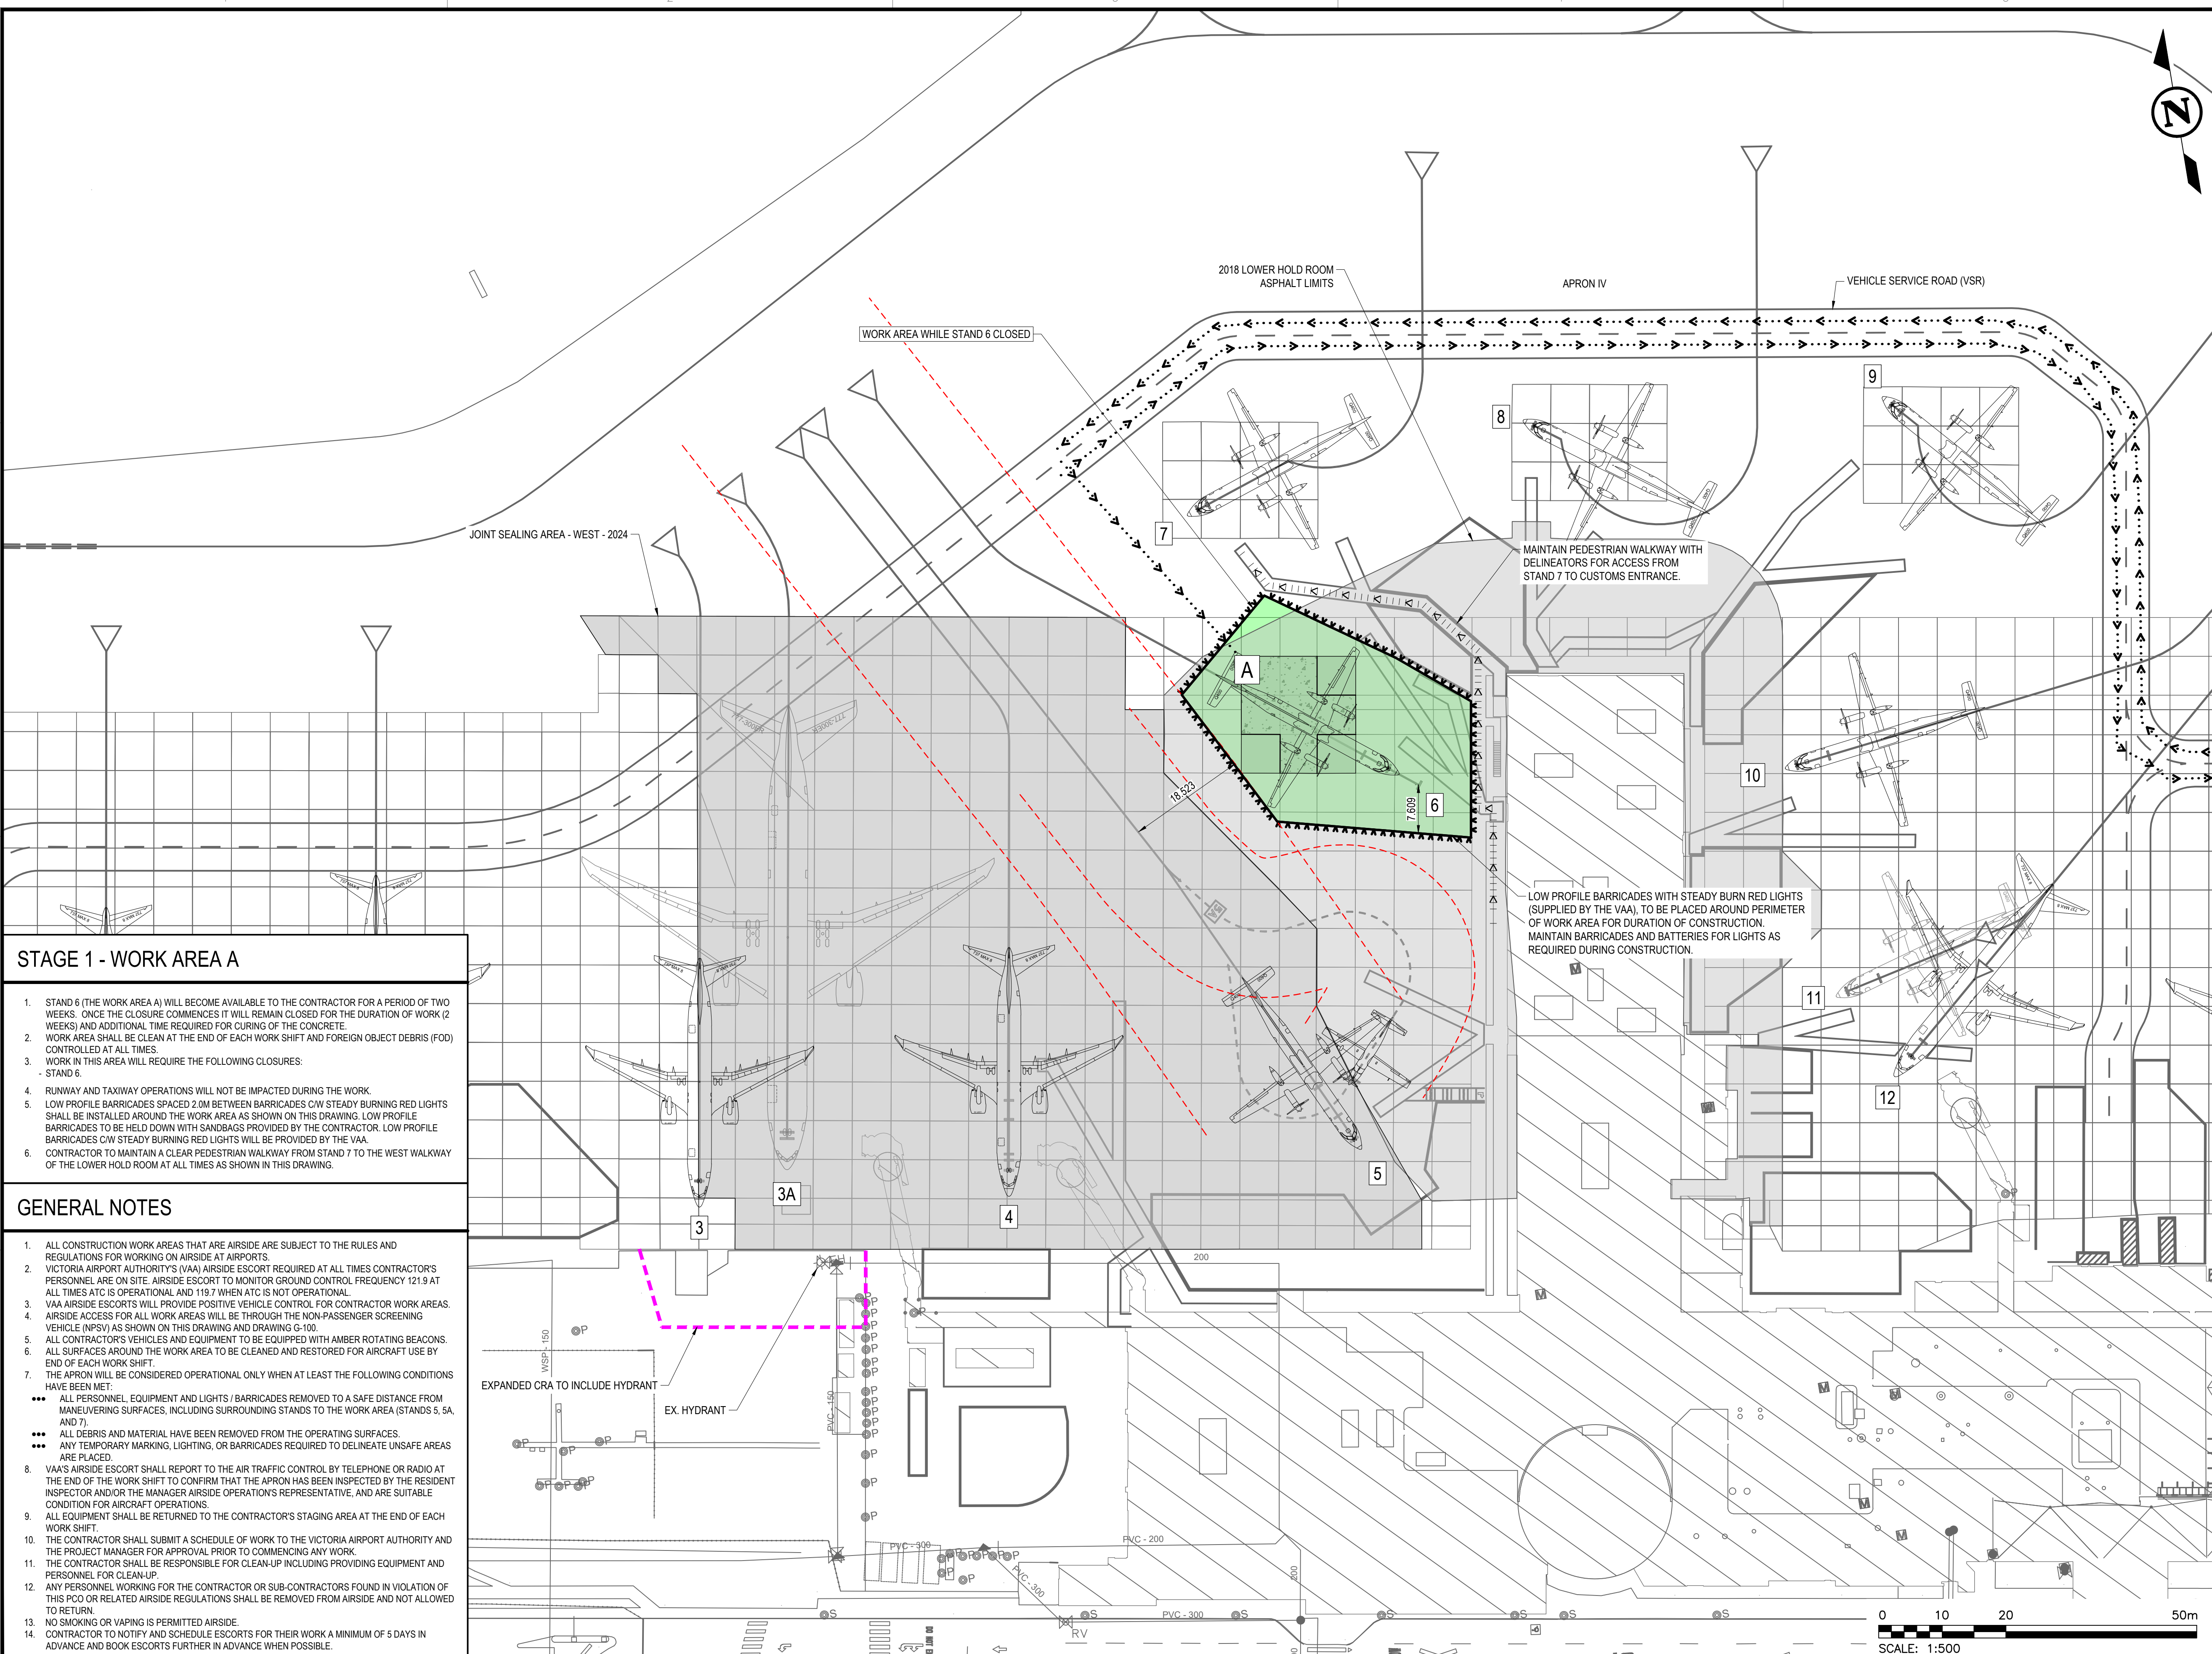 N
2018 LOWER HOLD ROOM
ASPHALT LIMITS
APRON IV
VEHICLE SERVICE ROAD (VSR)
WORK AREA WHILE STAND 6 CLOSED
9
8
7
JOINT SEALING AREA - WEST - 2024
MAINTAIN PEDESTRIAN WALKWAY WITH
DELINEATORS FOR ACCESS FROM
STAND 7 TO CUSTOMS ENTRANCE.
A
777-300ER
777-300ER
10
18.523
7.609
6
737 MAX 8
737 MAX 8
737 MAX 8
737 MAX 8
LOW PROFILE BARRICADES WITH STEADY BURN RED LIGHTS
(SUPPLIED BY THE VAA), TO BE PLACED AROUND PERIMETER
OF WORK AREA FOR DURATION OF CONSTRUCTION.
MAINTAIN BARRICADES AND BATTERIES FOR LIGHTS AS
REQUIRED DURING CONSTRUCTION.
5A
737 MAX 8
737 MAX 8
737 MAX 8
737 MAX 8
11
12
5
3A
4
3
STAGE 1 - WORK AREA A
1. STAND 6 (THE WORK AREA A) WILL BECOME AVAILABLE TO THE CONTRACTOR FOR A PERIOD OF TWO
WEEKS. ONCE THE CLOSURE COMMENCES IT WILL REMAIN CLOSED FOR THE DURATION OF WORK (2
WEEKS) AND ADDITIONAL TIME REQUIRED FOR CURING OF THE CONCRETE.
2. WORK AREA SHALL BE CLEAN AT THE END OF EACH WORK SHIFT AND FOREIGN OBJECT DEBRIS (FOD)
CONTROLLED AT ALL TIMES.
3. WORK IN THIS AREA WILL REQUIRE THE FOLLOWING CLOSURES:
- STAND 6.
4. RUNWAY AND TAXIWAY OPERATIONS WILL NOT BE IMPACTED DURING THE WORK.
5. LOW PROFILE BARRICADES SPACED 2.0M BETWEEN BARRICADES C/W STEADY BURNING RED LIGHTS
SHALL BE INSTALLED AROUND THE WORK AREA AS SHOWN ON THIS DRAWING. LOW PROFILE
BARRICADES TO BE HELD DOWN WITH SANDBAGS PROVIDED BY THE CONTRACTOR. LOW PROFILE
BARRICADES C/W STEADY BURNING RED LIGHTS WILL BE PROVIDED BY THE VAA.
6. CONTRACTOR TO MAINTAIN A CLEAR PEDESTRIAN WALKWAY FROM STAND 7 TO THE WEST WALKWAY
OF THE LOWER HOLD ROOM AT ALL TIMES AS SHOWN IN THIS DRAWING.
GENERAL NOTES
1. ALL CONSTRUCTION WORK AREAS THAT ARE AIRSIDE ARE SUBJECT TO THE RULES AND
REGULATIONS FOR WORKING ON AIRSIDE AT AIRPORTS.
2. VICTORIA AIRPORT AUTHORITY'S (VAA) AIRSIDE ESCORT REQUIRED AT ALL TIMES CONTRACTOR'S
PERSONNEL ARE ON SITE. AIRSIDE ESCORT TO MONITOR GROUND CONTROL FREQUENCY 121.9 AT
ALL TIMES ATC IS OPERATIONAL AND 119.7 WHEN ATC IS NOT OPERATIONAL.
3. VAA AIRSIDE ESCORTS WILL PROVIDE POSITIVE VEHICLE CONTROL FOR CONTRACTOR WORK AREAS.
4. AIRSIDE ACCESS FOR ALL WORK AREAS WILL BE THROUGH THE NON-PASSENGER SCREENING
VEHICLE (NPSV) AS SHOWN ON THIS DRAWING AND DRAWING G-100.
5. ALL CONTRACTOR'S VEHICLES AND EQUIPMENT TO BE EQUIPPED WITH AMBER ROTATING BEACONS.
6. ALL SURFACES AROUND THE WORK AREA TO BE CLEANED AND RESTORED FOR AIRCRAFT USE BY
END OF EACH WORK SHIFT.
7. THE APRON WILL BE CONSIDERED OPERATIONAL ONLY WHEN AT LEAST THE FOLLOWING CONDITIONS
HAVE BEEN MET:
••• ALL PERSONNEL, EQUIPMENT AND LIGHTS / BARRICADES REMOVED TO A SAFE DISTANCE FROM
MANEUVERING SURFACES, INCLUDING SURROUNDING STANDS TO THE WORK AREA (STANDS 5, 5A,
AND 7).
••• ALL DEBRIS AND MATERIAL HAVE BEEN REMOVED FROM THE OPERATING SURFACES.
••• ANY TEMPORARY MARKING, LIGHTING, OR BARRICADES REQUIRED TO DELINEATE UNSAFE AREAS
ARE PLACED.
8. VAA'S AIRSIDE ESCORT SHALL REPORT TO THE AIR TRAFFIC CONTROL BY TELEPHONE OR RADIO AT
THE END OF THE WORK SHIFT TO CONFIRM THAT THE APRON HAS BEEN INSPECTED BY THE RESIDENT
INSPECTOR AND/OR THE MANAGER AIRSIDE OPERATION'S REPRESENTATIVE, AND ARE SUITABLE
CONDITION FOR AIRCRAFT OPERATIONS.
9. ALL EQUIPMENT SHALL BE RETURNED TO THE CONTRACTOR'S STAGING AREA AT THE END OF EACH
WORK SHIFT.
10. THE CONTRACTOR SHALL SUBMIT A SCHEDULE OF WORK TO THE VICTORIA AIRPORT AUTHORITY AND
THE PROJECT MANAGER FOR APPROVAL PRIOR TO COMMENCING ANY WORK.
11. THE CONTRACTOR SHALL BE RESPONSIBLE FOR CLEAN-UP INCLUDING PROVIDING EQUIPMENT AND
PERSONNEL FOR CLEAN-UP.
12. ANY PERSONNEL WORKING FOR THE CONTRACTOR OR SUB-CONTRACTORS FOUND IN VIOLATION OF
THIS PCO OR RELATED AIRSIDE REGULATIONS SHALL BE REMOVED FROM AIRSIDE AND NOT ALLOWED
TO RETURN.
13. NO SMOKING OR VAPING IS PERMITTED AIRSIDE.
14. CONTRACTOR TO NOTIFY AND SCHEDULE ESCORTS FOR THEIR WORK A MINIMUM OF 5 DAYS IN
ADVANCE AND BOOK ESCORTS FURTHER IN ADVANCE WHEN POSSIBLE.
200
WSP - 150
EXPANDED CRA TO INCLUDE HYDRANT
EX. HYDRANT
PVC - 150
PVC - 300
PVC - 200
PVC - 300
200
PVC - 300
RV
0 10 20 50m
SCALE: 1:500